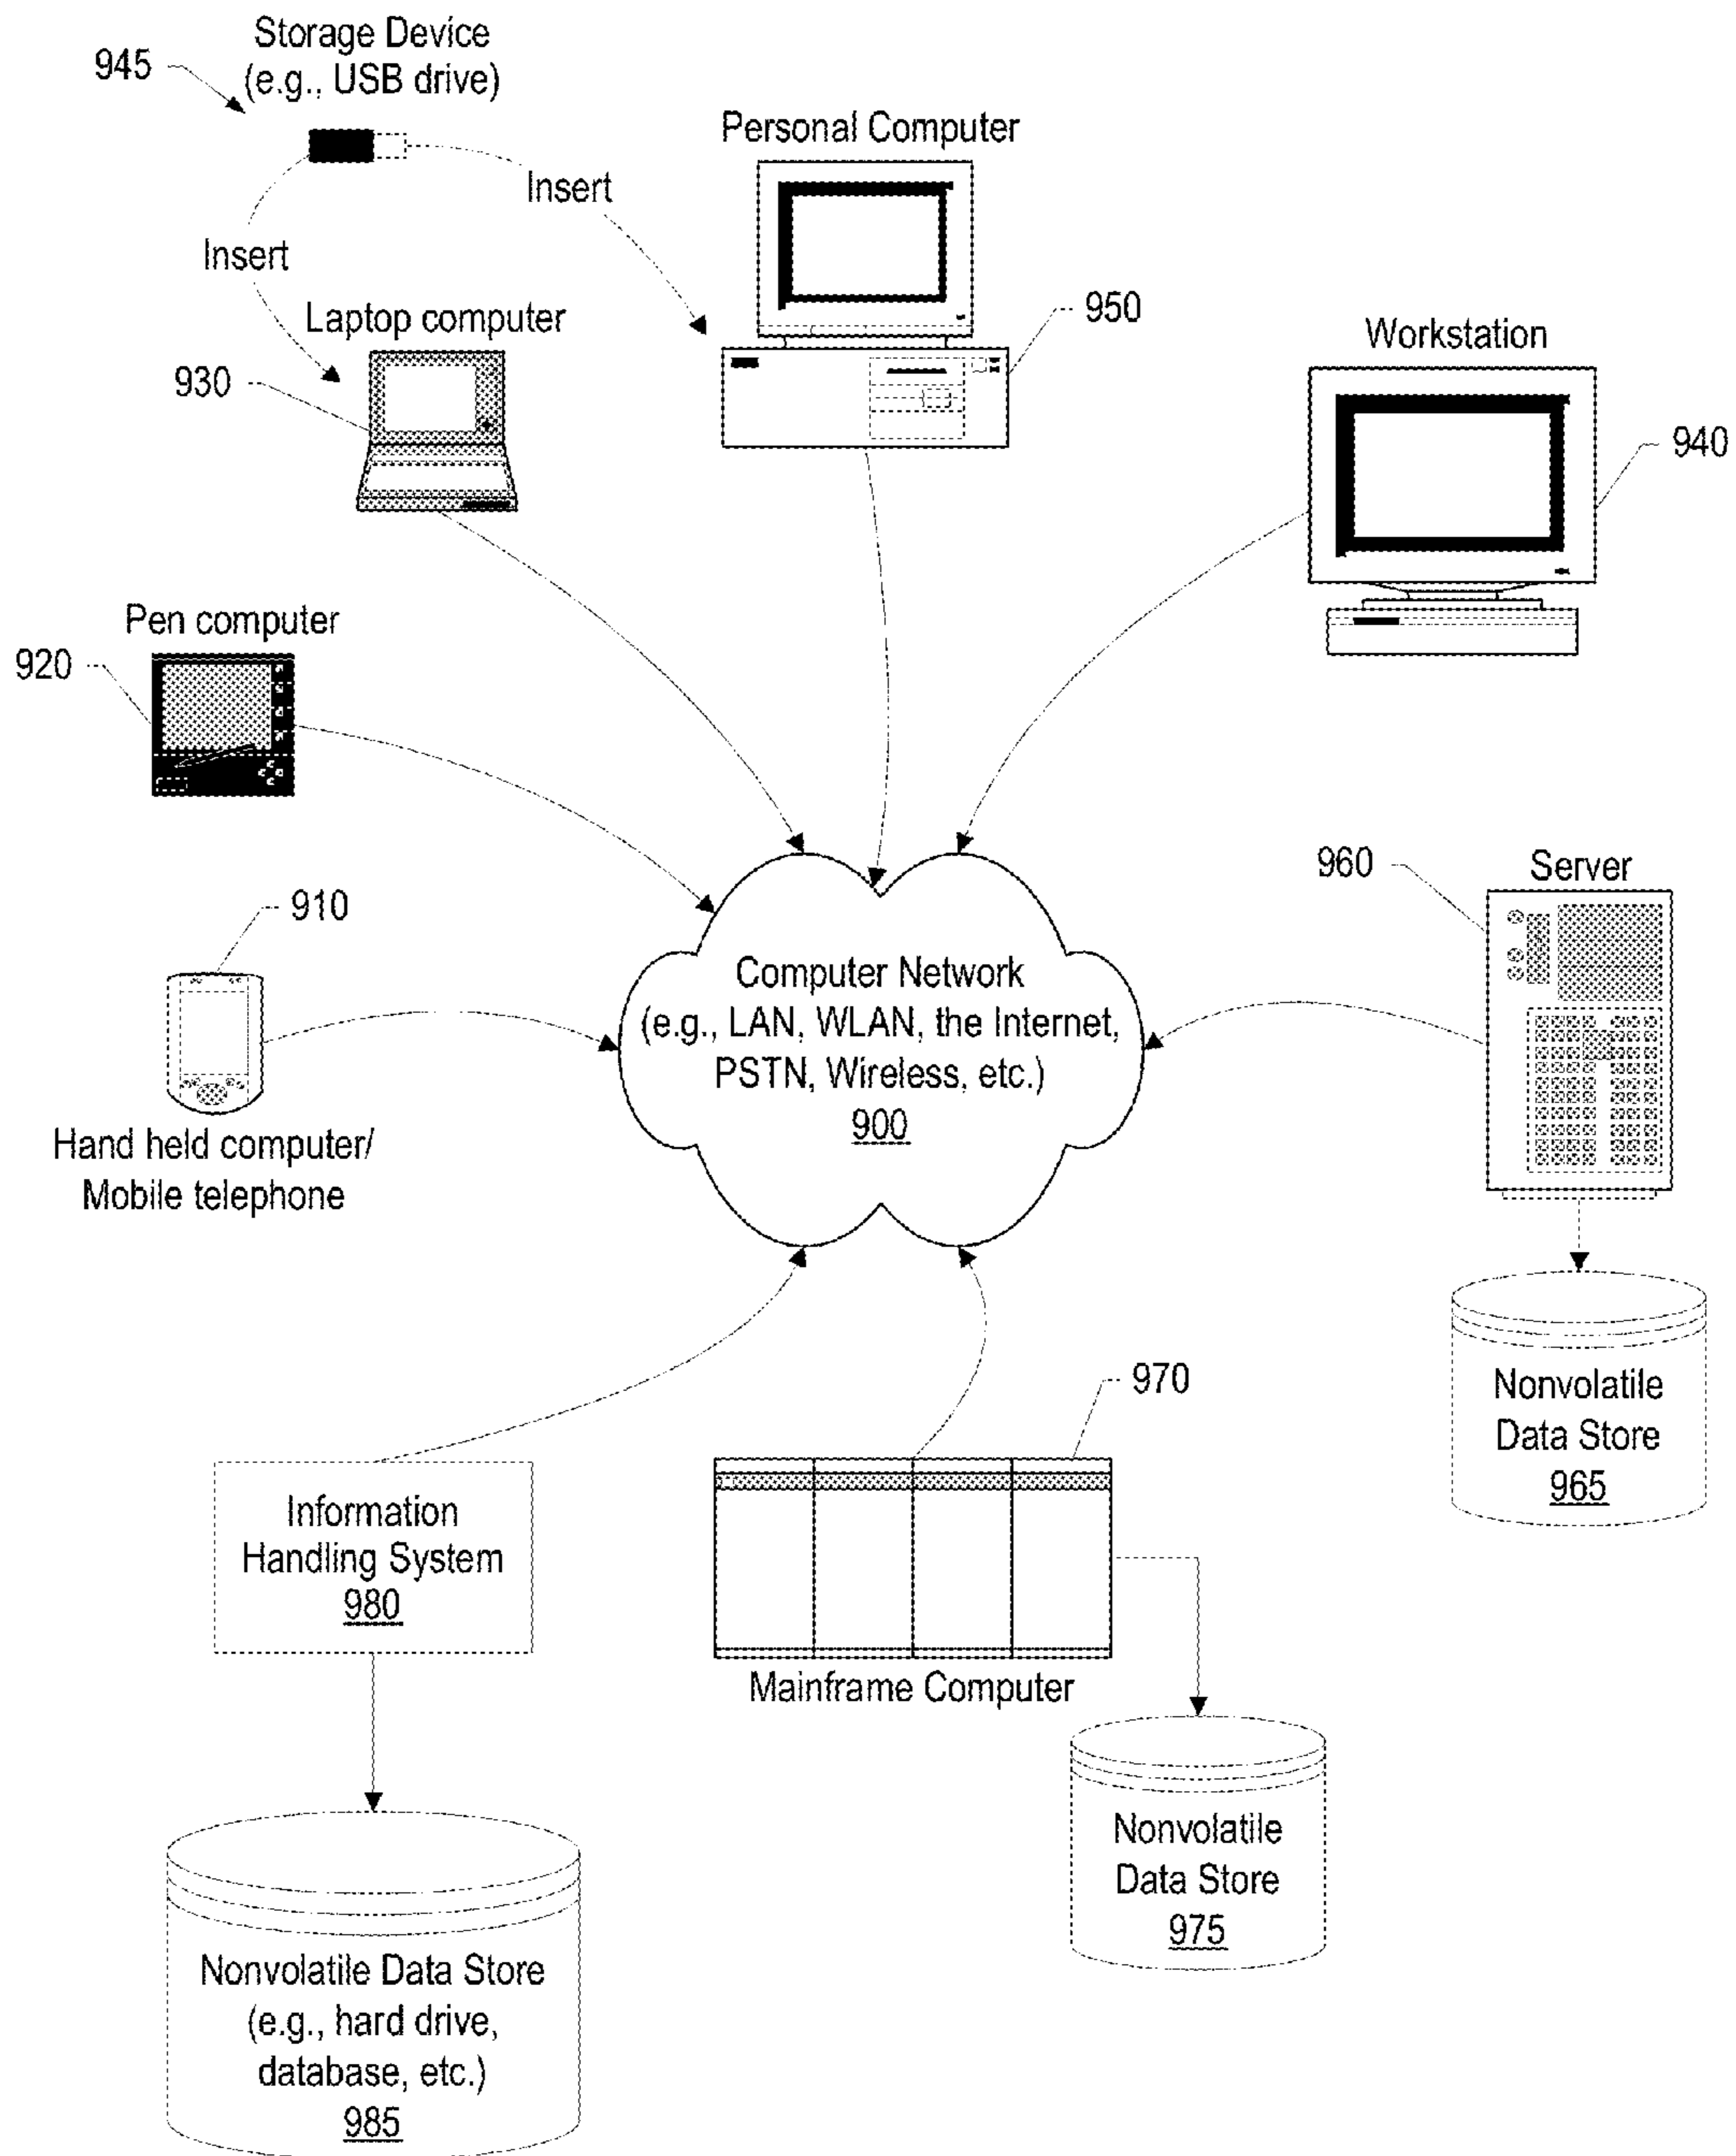 Storage Device
(e.g., USB drive)
945
Personal Computer
Insert
Insert
950
Laptop computer
930
Workstation
940
Pen computer
920
910
Hand held computer/
Mobile telephone
Computer Network
(e.g., LAN, WLAN, the Internet,
PSTN, Wireless, etc.)
900
960
Server
Nonvolatile
Data Store
965
970
Mainframe Computer
Information
Handling System
980
Nonvolatile
Data Store
975
Nonvolatile Data Store
(e.g., hard drive,
database, etc.)
985